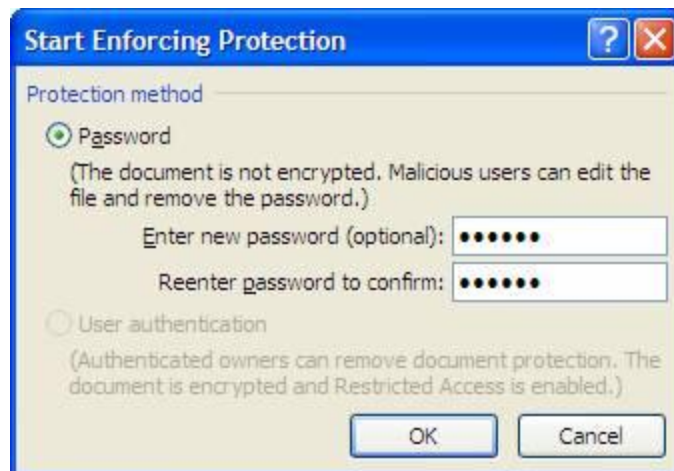 Start Enforcing Protection
Protection method
Password
(The document is not encrypted. Malicious users can edit the
file and remove the password.)
Enter new password (optional): ••••••
Reenter password to confirm: ••••••
User authentication
(Authenticated owners can remove document protection. The
document is encrypted and Restricted Access is enabled.)
OK Cancel